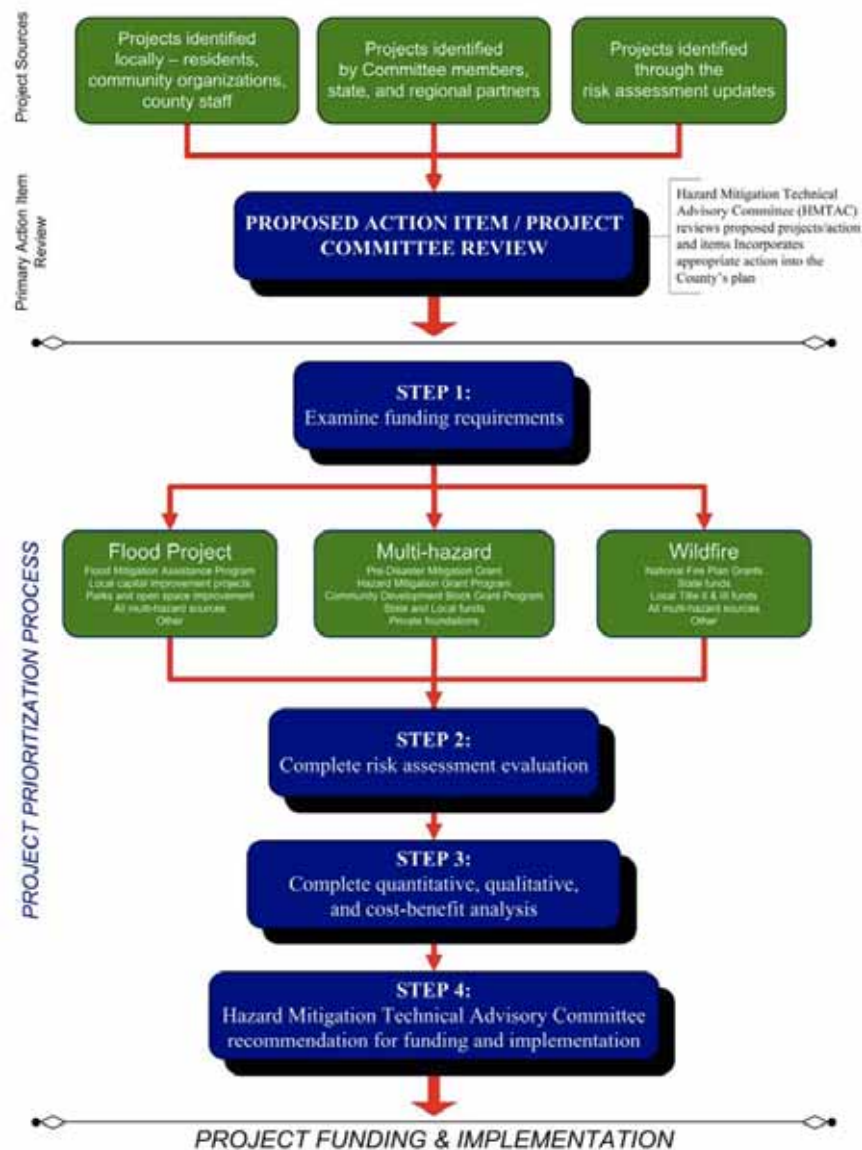 Project Sources
Projects identified
locally – residents,
community organizations,
county staff
Projects identified
by Committee members,
state, and regional
partners
Projects identified
through the
risk assessment updates
Primary Action Item
Review
PROPOSED ACTION ITEM / PROJECT
COMMITTEE REVIEW
Hazard Mitigation Technical
Advisory Committee (HMTAC)
reviews proposed projects/action
and items Incorporates
appropriate action into the
County's plan
PROJECT PRIORITIZATION PROCESS
STEP 1:
Examine funding requirements
Flood Project
Flood Mitigation Assistance Program
Local capital improvement projects
Parks and open space improvement
All multi-hazard sources
Other
Multi-hazard
Pre-Disaster Mitigation Grant
Hazard Mitigation Grant Program
Community Development Block Grant Program
State and Local funds
Private foundations
Wildfire
National Fire Plan Grants
State funds
Local Title II & III funds
All multi-hazard sources
Other
STEP 2:
Complete risk assessment evaluation
STEP 3:
Complete quantitative, qualitative,
and cost-benefit analysis
STEP 4:
Hazard Mitigation Technical Advisory Committee
recommendation for funding and implementation
PROJECT FUNDING & IMPLEMENTATION